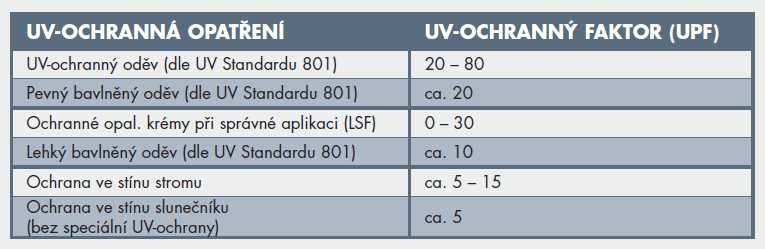 UV-OCHRANNÁ OPATŘENÍ UV-OCHRANNÝ FAKTOR (UPF)
UV-ochranný oděv (dle UV Standardu 801) 20 – 80
Pevný bavlněný oděv (dle UV Standardu 801) ca. 20
Ochranné opal. krémy při správné aplikaci (LSF) 0 – 30
Lehký bavlněný oděv (dle UV Standardu 801) ca. 10
Ochrana ve stínu stromu ca. 5 – 15
Ochrana ve stínu slunečníku
(bez speciální UV-ochrany) ca. 5